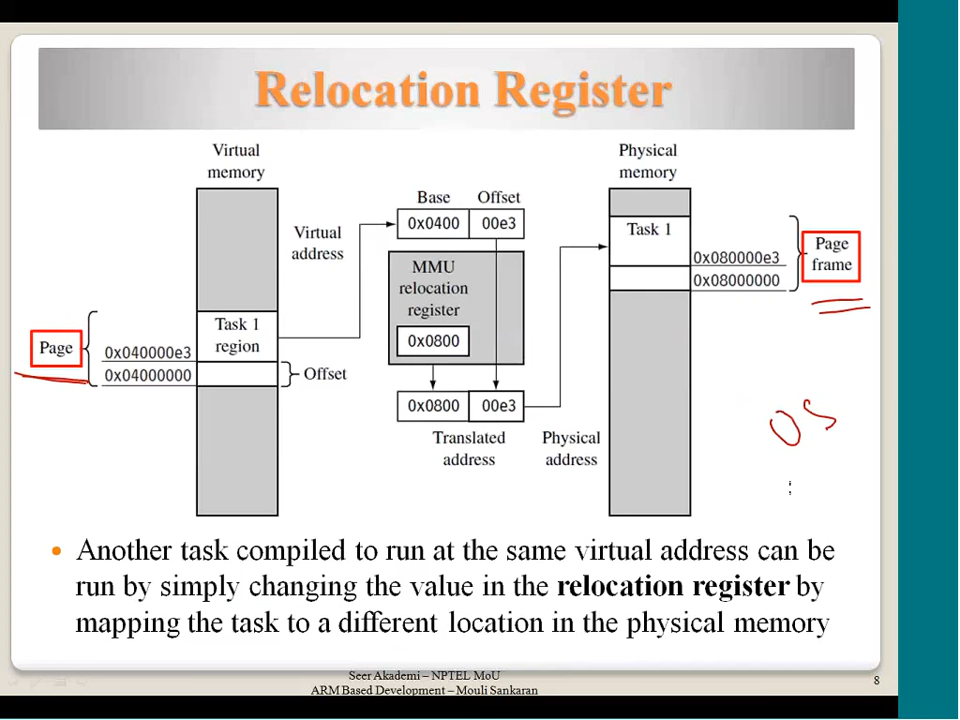 Relocation Register
Virtual
memory
Physical
memory
Base
Offset
0x0400
00e3
Virtual
address
Task 1
Page
frame
MMU
relocation
register
0x080000e3
0x08000000
0x0800
Task 1
region
Page
0x040000e3
0x04000000
Offset
0x0800
00e3
Translated
address
Physical
address
OS
Another task compiled to run at the same virtual address can be
run by simply changing the value in the relocation register by
mapping the task to a different location in the physical memory
Seer Akademi – NPTEL MoU
ARM Based Development – Mouli Sankaran
8